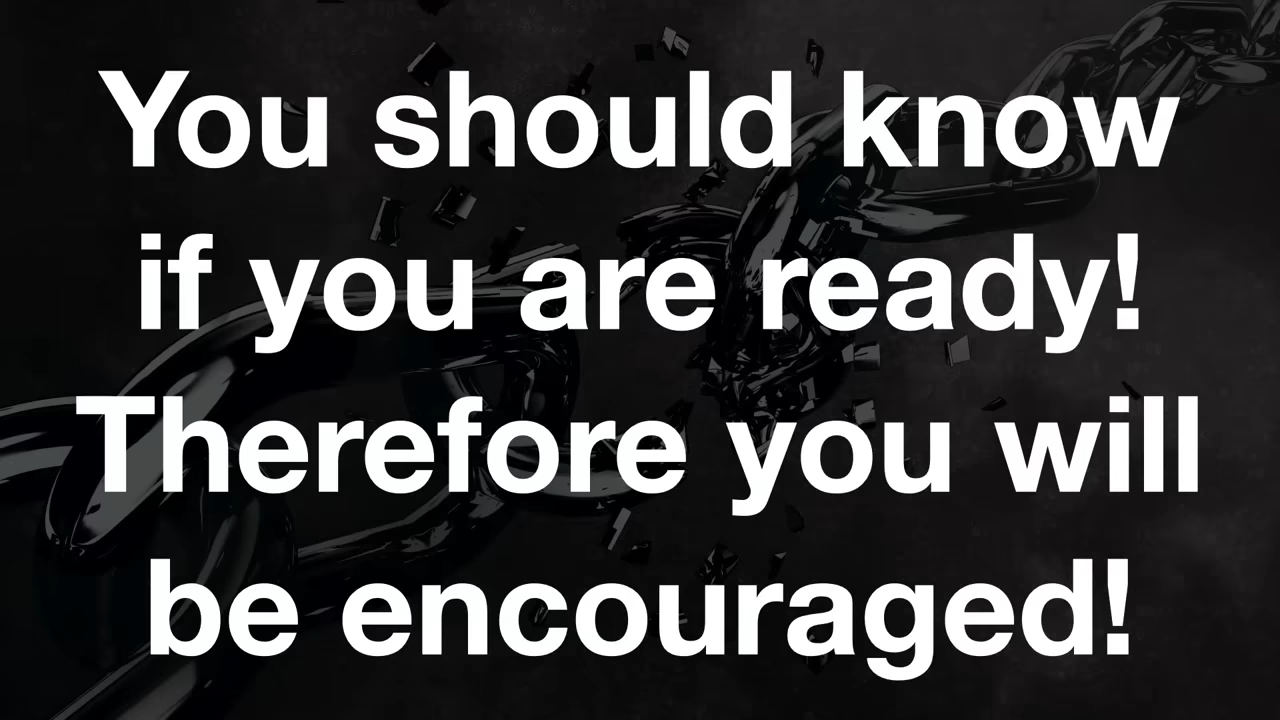 You should know
if you are ready!
Therefore you will
be encouraged!